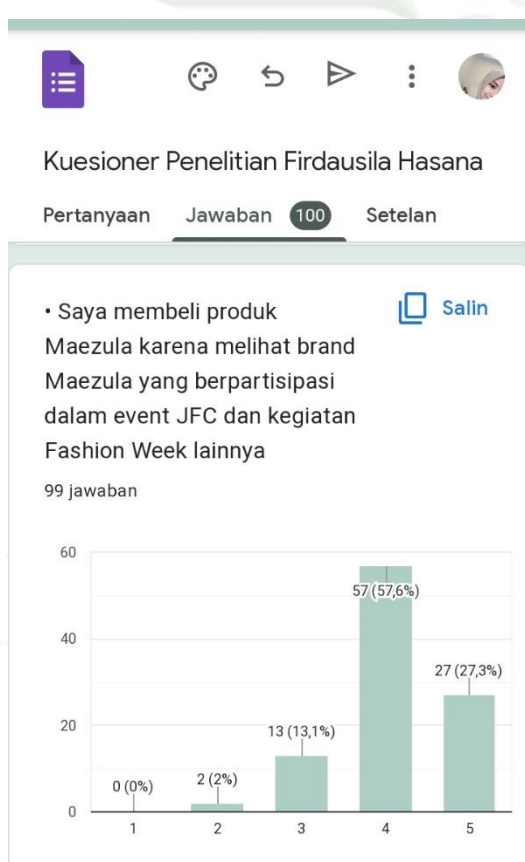 Kuesioner Penelitian Firdausila Hasana
Pertanyaan Jawaban 100 Setelan
• Saya membeli produk
Maezula karena melihat brand
Maezula yang berpartisipasi
dalam event JFC dan kegiatan
Fashion Week lainnya
Salin
99 jawaban
60
40
20
0
0 (0%)
2 (2%)
13 (13,1%)
57 (57,6%)
27 (27,3%)
1 2 3 4 5